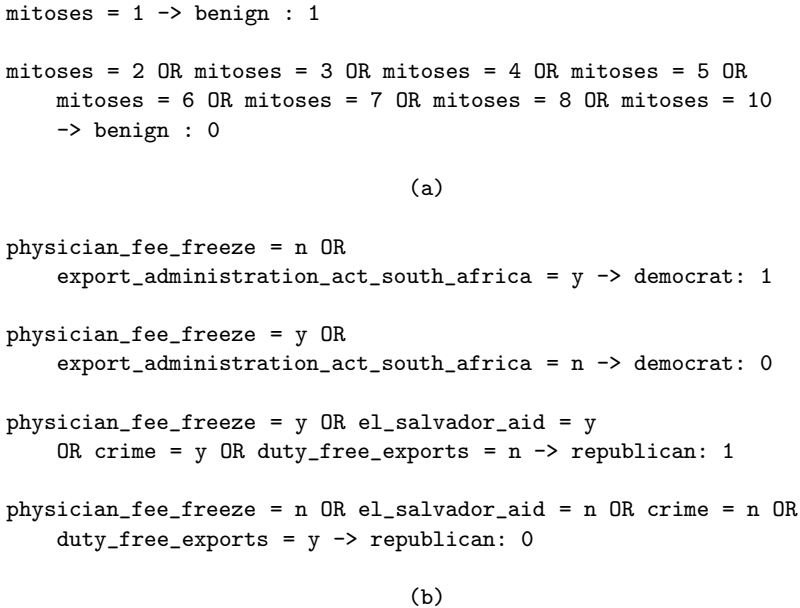 mitoses = 1 -> benign : 1
mitoses = 2 OR mitoses = 3 OR mitoses = 4 OR mitoses = 5 OR
mitoses = 6 OR mitoses = 7 OR mitoses = 8 OR mitoses = 10
-> benign : 0
(a)
physician_fee_freeze = n OR
export_administration_act_south_africa = y -> democrat: 1
physician_fee_freeze = y OR
export_administration_act_south_africa = n -> democrat: 0
physician_fee_freeze = y OR el_salvador_aid = y
OR crime = y OR duty_free_exports = n -> republican: 1
physician_fee_freeze = n OR el_salvador_aid = n OR crime = n OR
duty_free_exports = y -> republican: 0
(b)